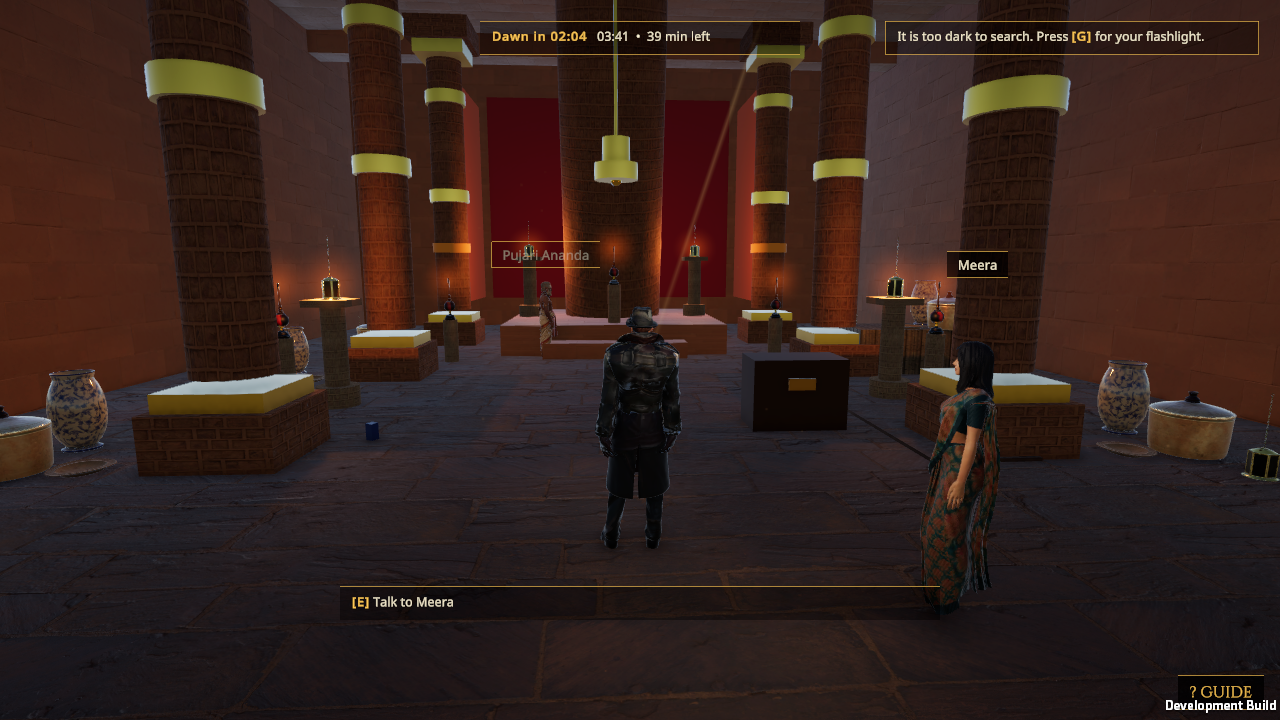 Dawn in 02:04 03:41 • 39 min left
It is too dark to search. Press [G] for your flashlight.
Pujari Ananda
Meera
[E] Talk to Meera
? GUIDE
Development Build